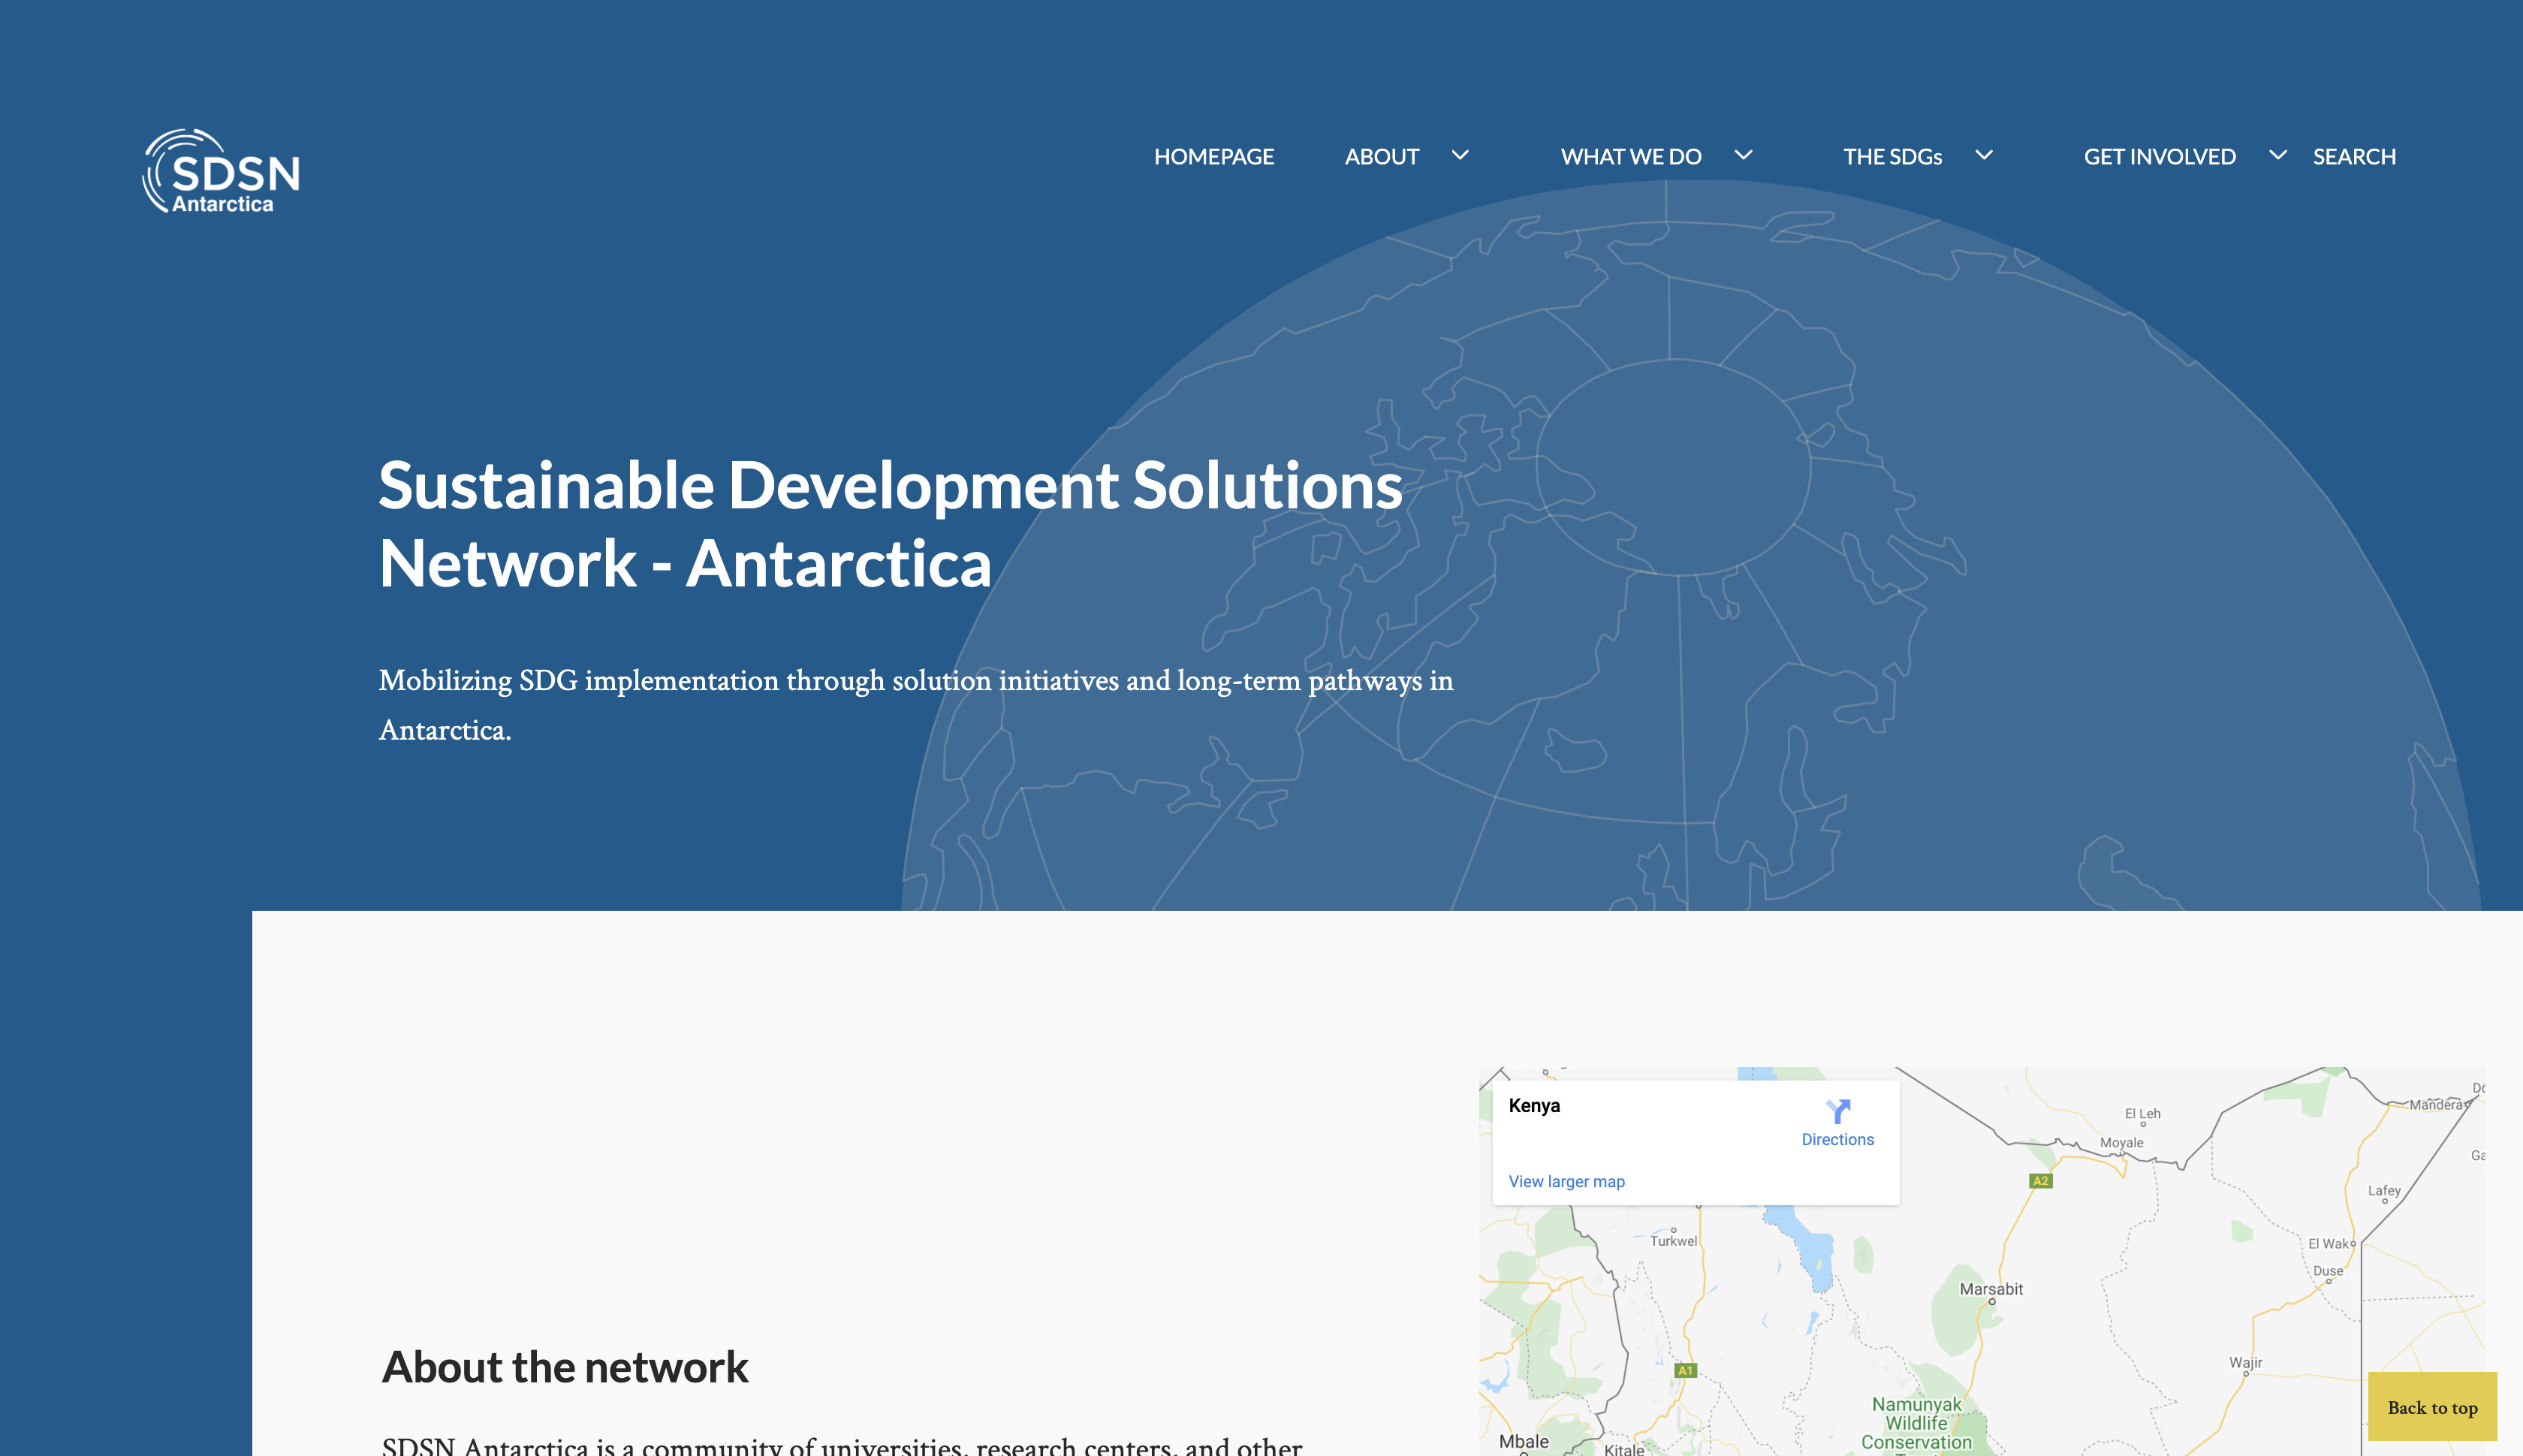 SDSN
Antarctica
HOMEPAGE
ABOUT
WHAT WE DO
THE SDGs
GET INVOLVED
SEARCH
Sustainable Development Solutions
Network - Antarctica
Mobilizing SDG implementation through solution initiatives and long-term pathways in
Antarctica.
About the network
SDSN Antarctica is a community of universities, research centers, and other
Kenya
Directions
View larger map
El Leh
Mandera
Moyale
A2
Lafey
Turkwel
El Wak
Duse
Marsabit
A1
Wajir
Namunyak
Wildlife
Conservation
Mbale
Kitale
Back to top